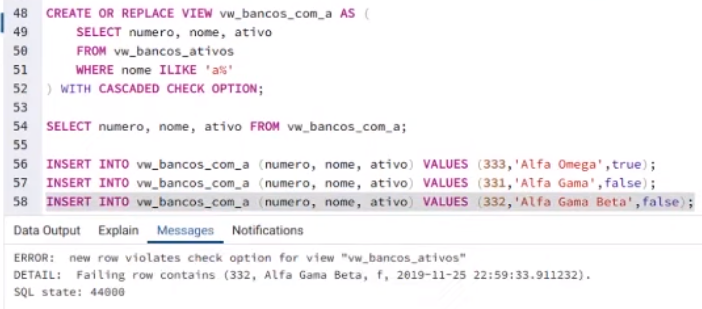 48 CREATE OR REPLACE VIEW vw_bancos_com_a AS (
49 SELECT numero, nome, ativo
50 FROM vw_bancos_ativos
51 WHERE nome ILIKE 'a%'
52 ) WITH CASCADED CHECK OPTION;
53
54 SELECT numero, nome, ativo FROM vw_bancos_com_a;
55
56 INSERT INTO vw_bancos_com_a (numero, nome, ativo) VALUES (333,'Alfa Omega',true);
57 INSERT INTO vw_bancos_com_a (numero, nome, ativo) VALUES (331,'Alfa Gama',false);
58 INSERT INTO vw_bancos_com_a (numero, nome, ativo) VALUES (332,'Alfa Gama Beta',false);
Data Output Explain Messages Notifications
ERROR: new row violates check option for view "vw_bancos_ativos"
DETAIL: Failing row contains (332, Alfa Gama Beta, f, 2019-11-25 22:59:33.911232).
SQL state: 44000